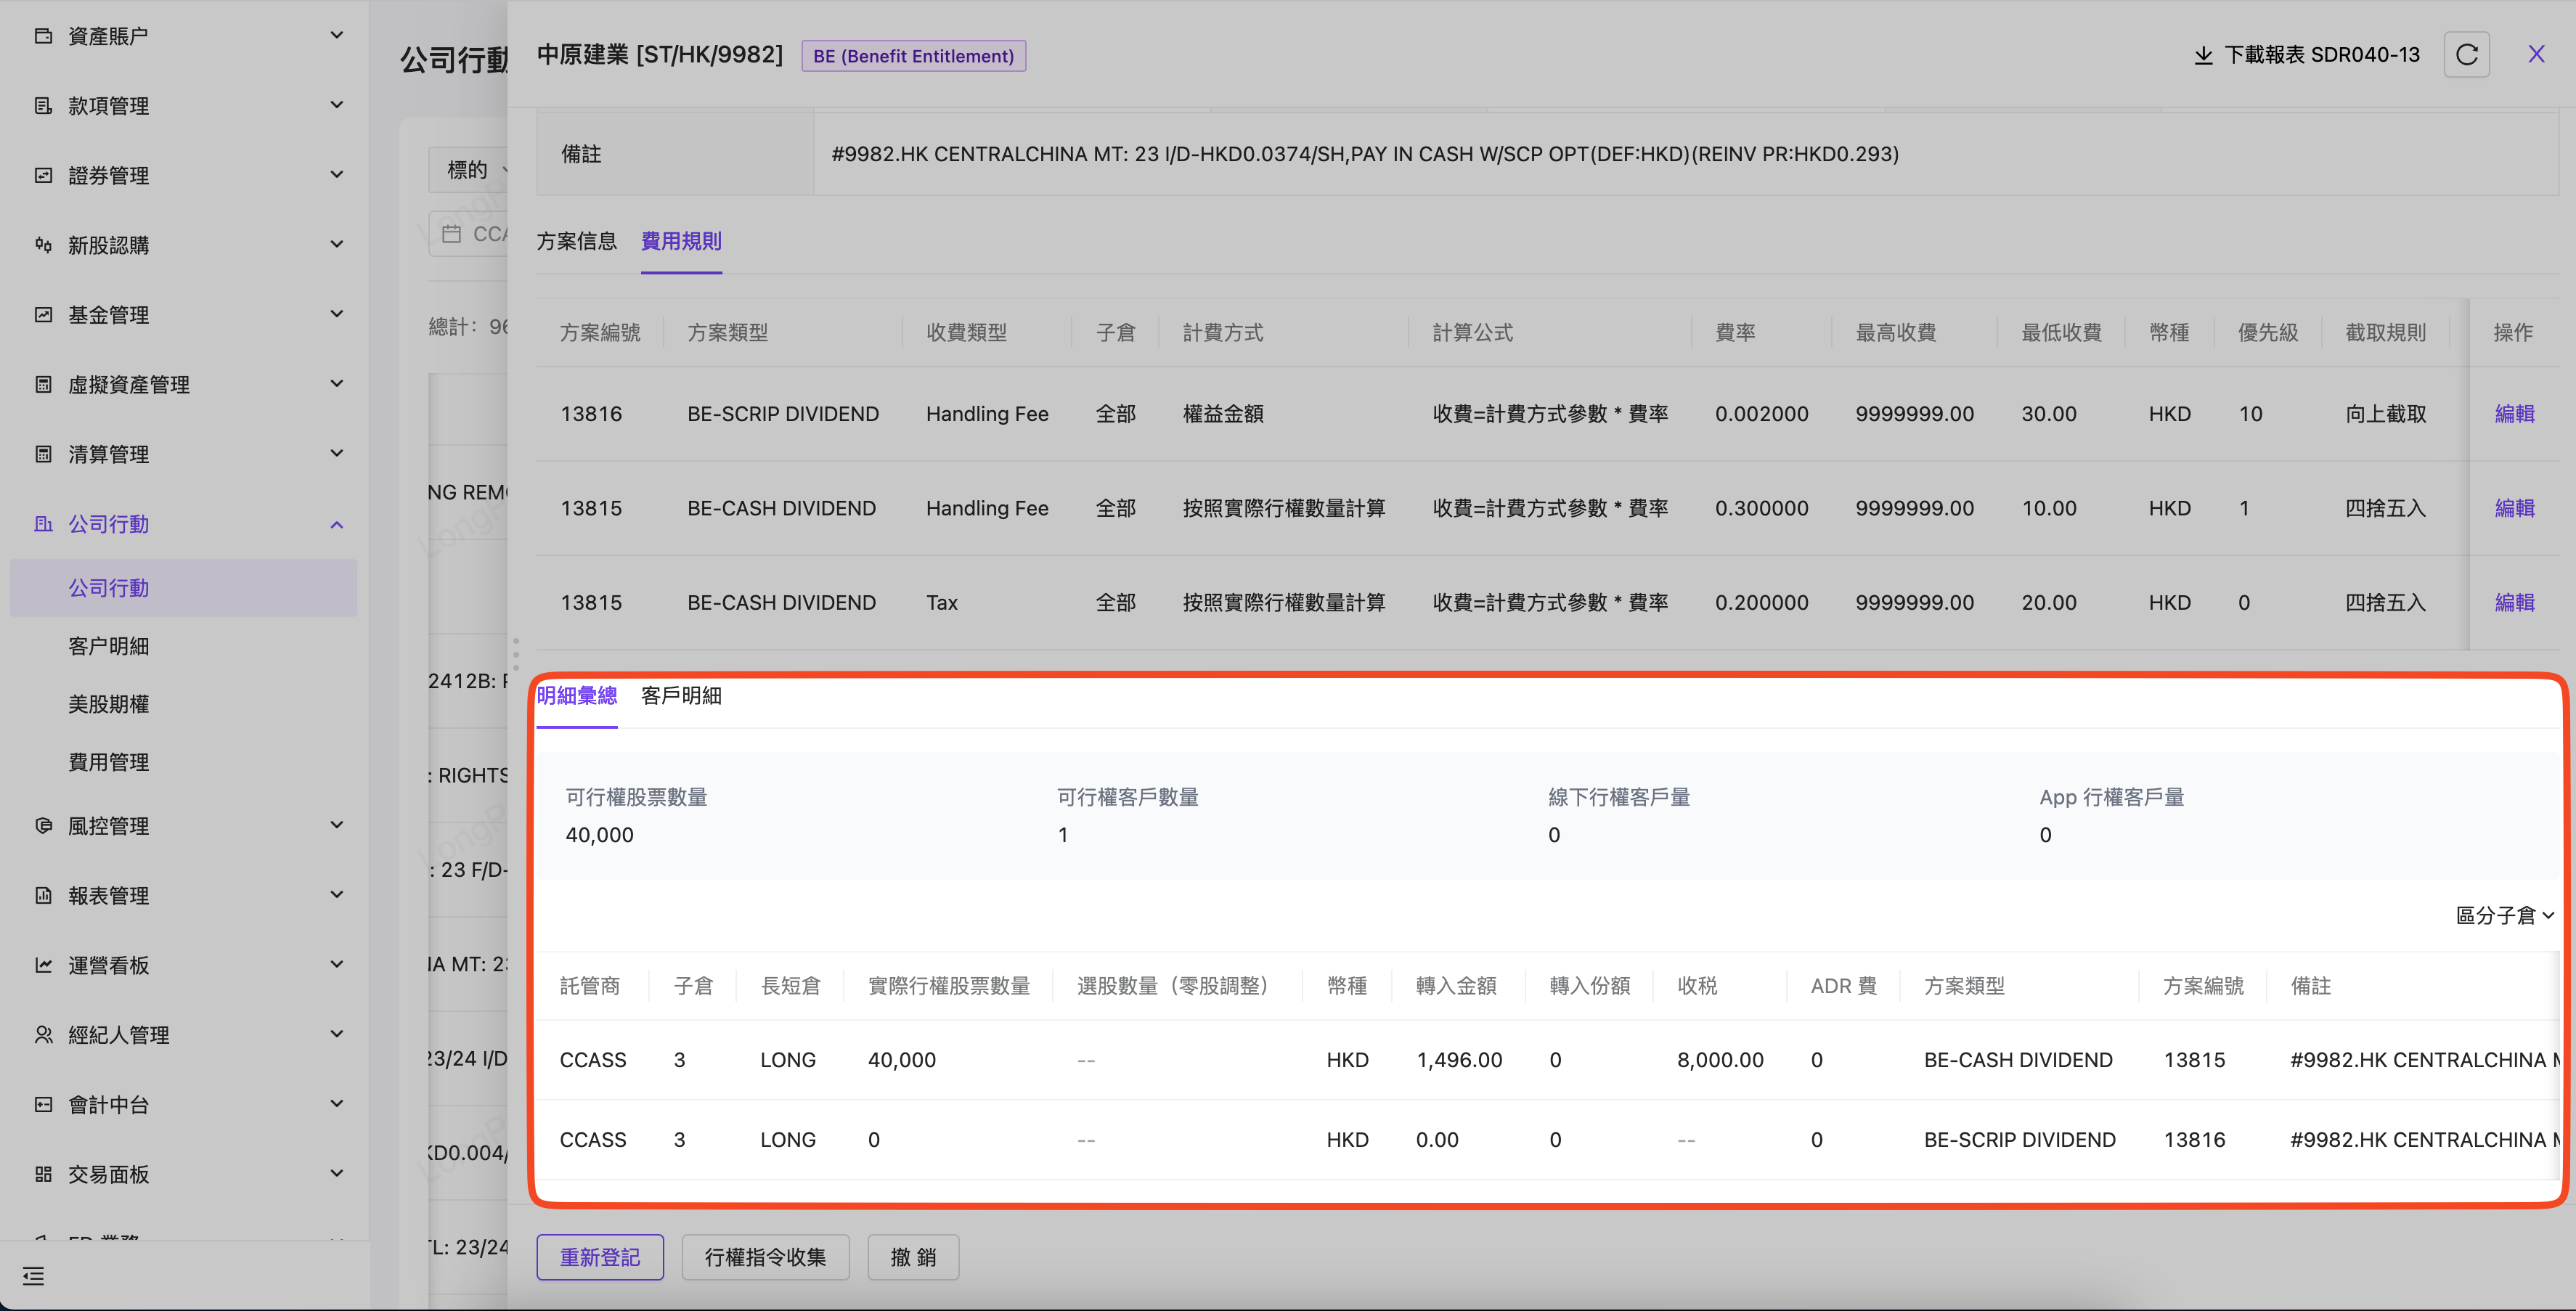 資產賬户
款項管理
證券管理
新股認購
基金管理
虛擬資產管理
清算管理
公司行動
公司行動
客户明細
美股期權
費用管理
風控管理
報表管理
運營看板
經紀人管理
會計中台
交易面板
公司行動
標的
總計：
2412B:
: RIGHTS
: 23 F/D-
23/24 I/D
中原建業 [ST/HK/9982] BE (Benefit Entitlement)
下載報表 SDR040-13
備註 #9982.HK CENTRALCHINA MT: 23 I/D-HKD0.0374/SH,PAY IN CASH W/SCP OPT(DEF:HKD)(REINV PR:HKD0.293)
方案信息 費用規則
方案編號 方案類型 收費類型 子倉 計費方式 計算公式 費率 最高收費 最低收費 幣種 優先級 截取規則 操作
13816 BE-SCRIP DIVIDEND Handling Fee 全部 權益金額 收費=計費方式參數 * 費率 0.002000 9999999.00 30.00 HKD 10 向上截取 編輯
13815 BE-CASH DIVIDEND Handling Fee 全部 按照實際行權數量計算 收費=計費方式參數 * 費率 0.300000 9999999.00 10.00 HKD 1 四捨五入 編輯
13815 BE-CASH DIVIDEND Tax 全部 按照實際行權數量計算 收費=計費方式參數 * 費率 0.200000 9999999.00 20.00 HKD 0 四捨五入 編輯
明細彙總 客戶明細
可行權股票數量 可行權客戶數量 線下行權客戶量 App 行權客戶量
40,000 1 0 0
區分子倉
託管商 子倉 長短倉 實際行權股票數量 選股數量（零股調整） 幣種 轉入金額 轉入份額 收税 ADR 費 方案類型 方案編號 備註
CCASS 3 LONG 40,000 -- HKD 1,496.00 0 8,000.00 0 BE-CASH DIVIDEND 13815 #9982.HK CENTRALCHINA
CCASS 3 LONG 0 -- HKD 0.00 0 -- 0 BE-SCRIP DIVIDEND 13816 #9982.HK CENTRALCHINA
重新登記 行權指令收集 撤 銷